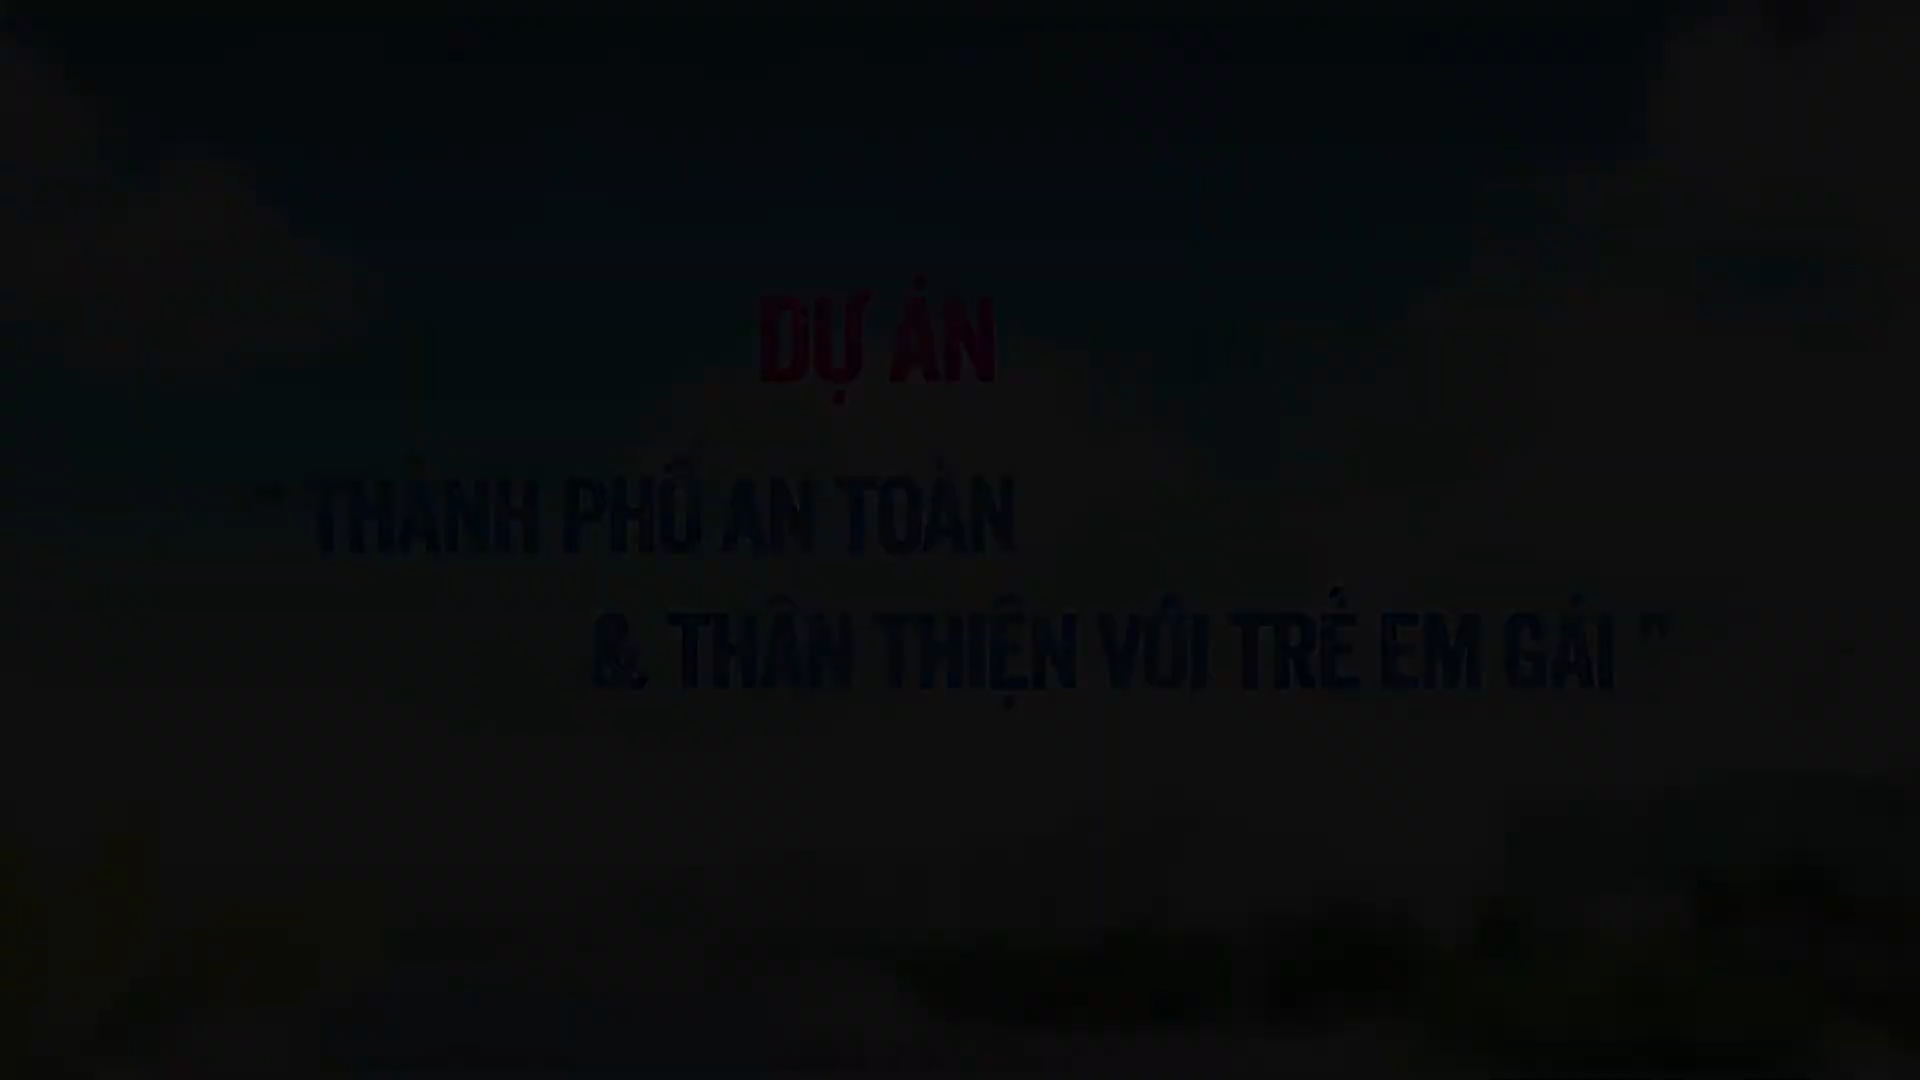 DỰ ÁN
" THÀNH PHỐ AN TOÀN
& THÂN THIỆN VỚI TRẺ EM GÁI "